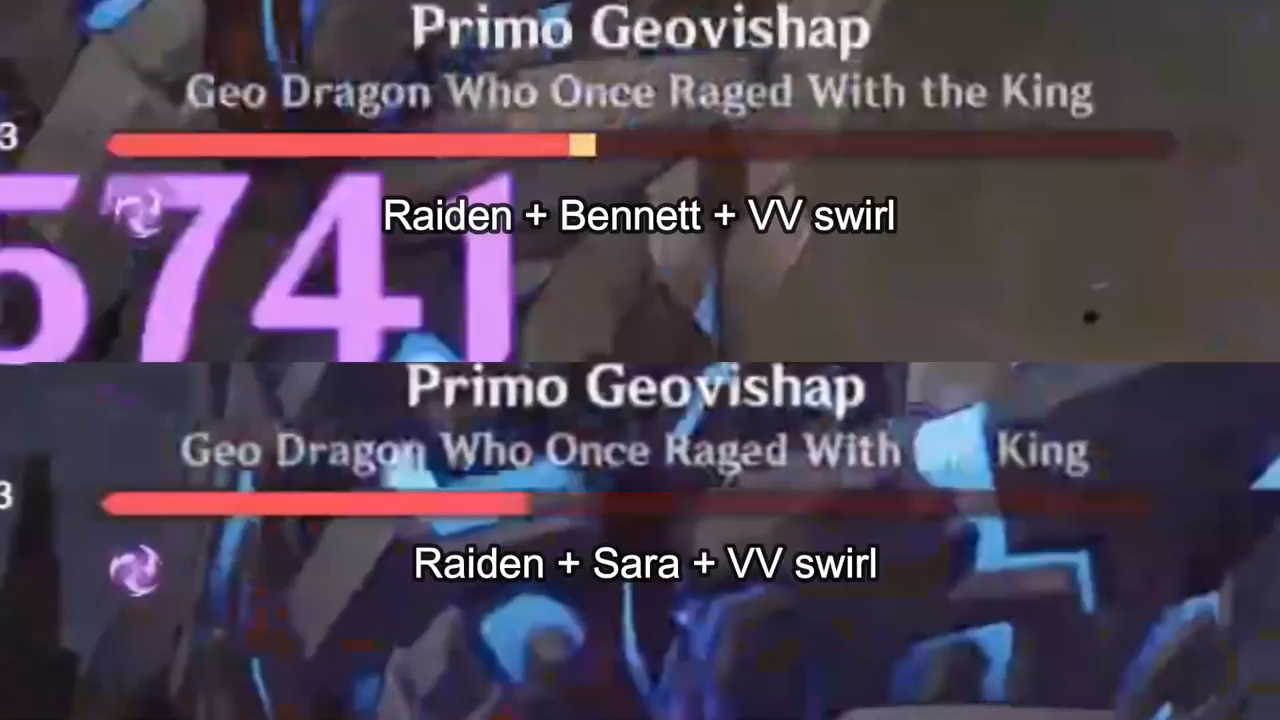 Primo Geovishap
Geo Dragon Who Once Raged With the King
3
5741
Raiden + Bennett + VV swirl
Primo Geovishap
Geo Dragon Who Once Raged With King
3
Raiden + Sara + VV swirl